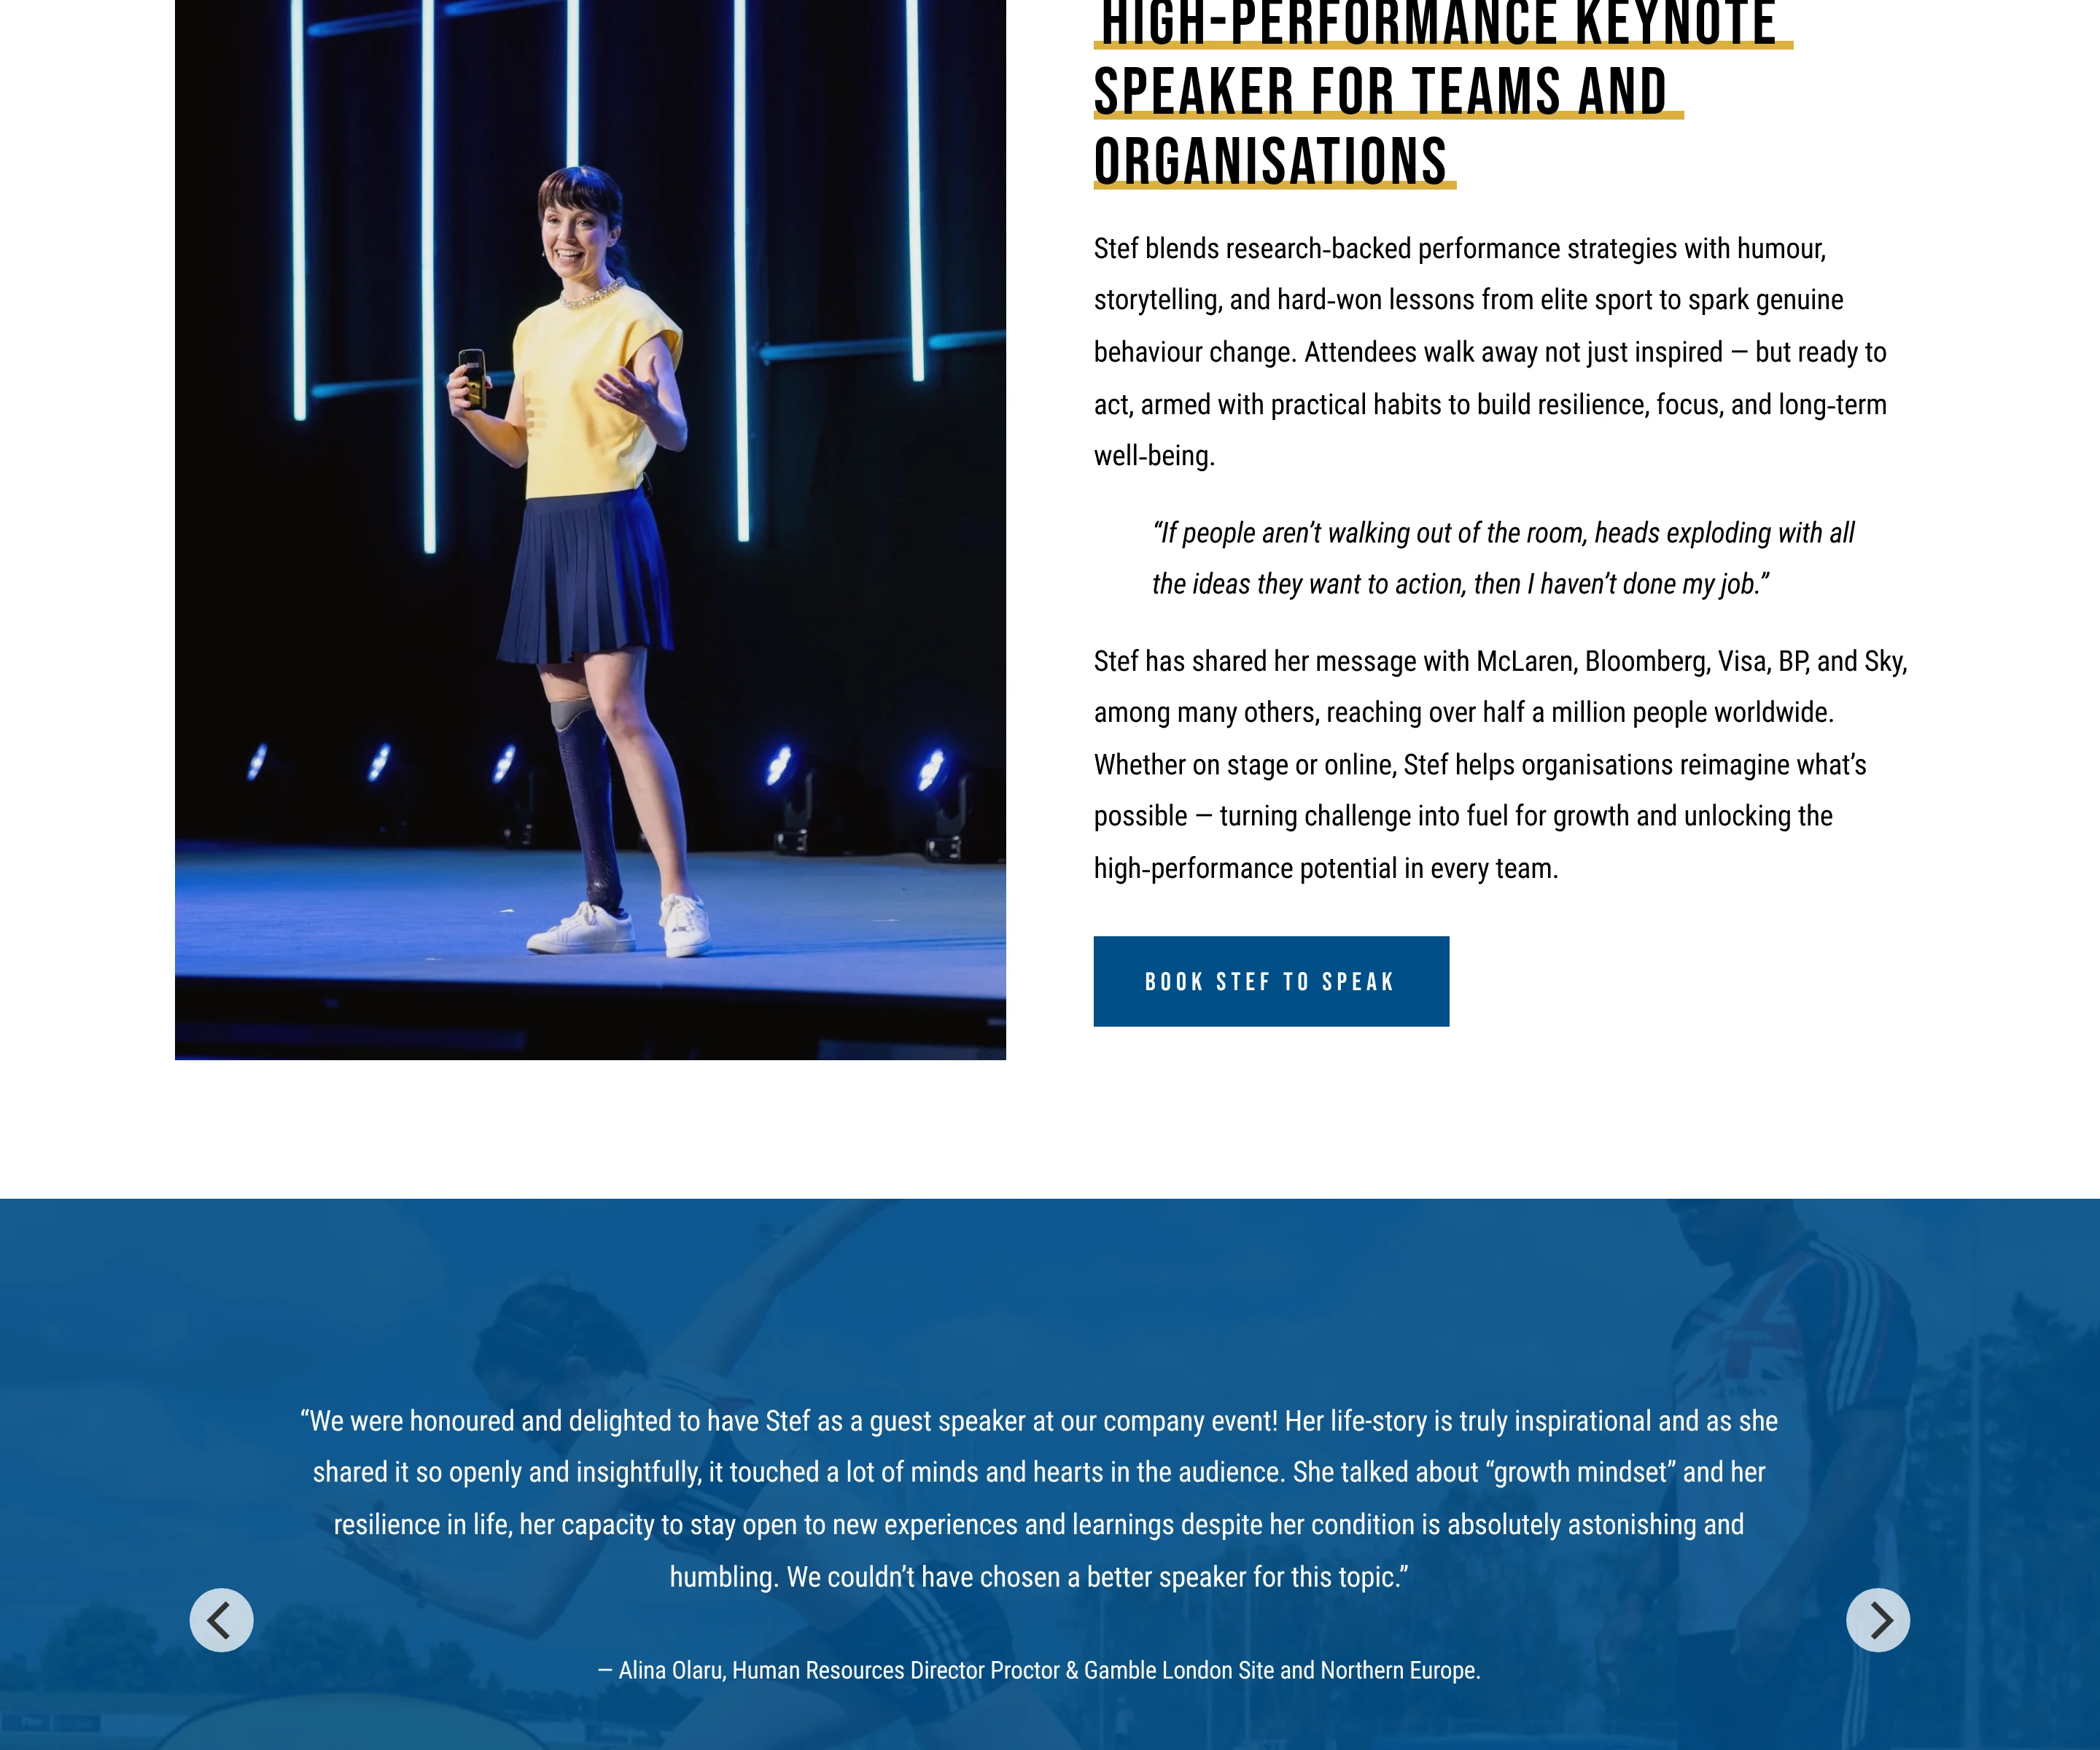 HIGH-PERFORMANCE KEYNOTE
SPEAKER FOR TEAMS AND
ORGANISATIONS
Stef blends research-backed performance strategies with humour,
storytelling, and hard-won lessons from elite sport to spark genuine
behaviour change. Attendees walk away not just inspired — but ready to
act, armed with practical habits to build resilience, focus, and long-term
well-being.
“If people aren’t walking out of the room, heads exploding with all
the ideas they want to action, then I haven’t done my job.”
Stef has shared her message with McLaren, Bloomberg, Visa, BP, and Sky,
among many others, reaching over half a million people worldwide.
Whether on stage or online, Stef helps organisations reimagine what’s
possible — turning challenge into fuel for growth and unlocking the
high-performance potential in every team.
BOOK STEF TO SPEAK
“We were honoured and delighted to have Stef as a guest speaker at our company event! Her life-story is truly inspirational and as she
shared it so openly and insightfully, it touched a lot of minds and hearts in the audience. She talked about “growth mindset” and her
resilience in life, her capacity to stay open to new experiences and learnings despite her condition is absolutely astonishing and
humbling. We couldn’t have chosen a better speaker for this topic.”
— Alina Olaru, Human Resources Director Proctor & Gamble London Site and Northern Europe.